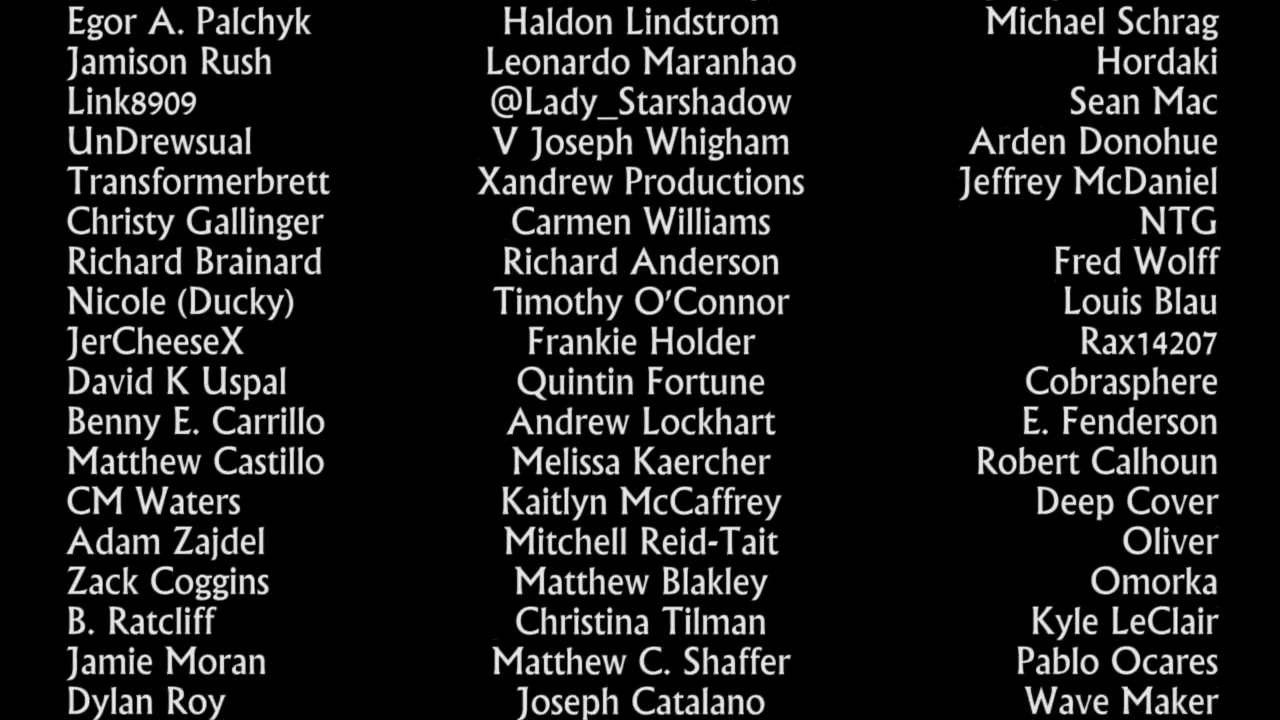 Egor A. Palchyk Haldon Lindstrom Michael Schrag
Jamison Rush Leonardo Maranhao Hordaki
Link8909 @Lady_Starshadow Sean Mac
UnDrewsual V Joseph Whigham Arden Donohue
Transformerbrett Xandrew Productions Jeffrey McDaniel
Christy Gallinger Carmen Williams NTG
Richard Brainard Richard Anderson Fred Wolff
Nicole (Ducky) Timothy O'Connor Louis Blau
JerCheeseX Frankie Holder Rax14207
David K Uspal Quintin Fortune Cobrasphere
Benny E. Carrillo Andrew Lockhart E. Fenderson
Matthew Castillo Melissa Kaercher Robert Calhoun
CM Waters Kaitlyn McCaffrey Deep Cover
Adam Zajdel Mitchell Reid-Tait Oliver
Zack Coggins Matthew Blakley Omorka
B. Ratcliff Christina Tilman Kyle LeClair
Jamie Moran Matthew C. Shaffer Pablo Ocares
Dylan Roy Joseph Catalano Wave Maker